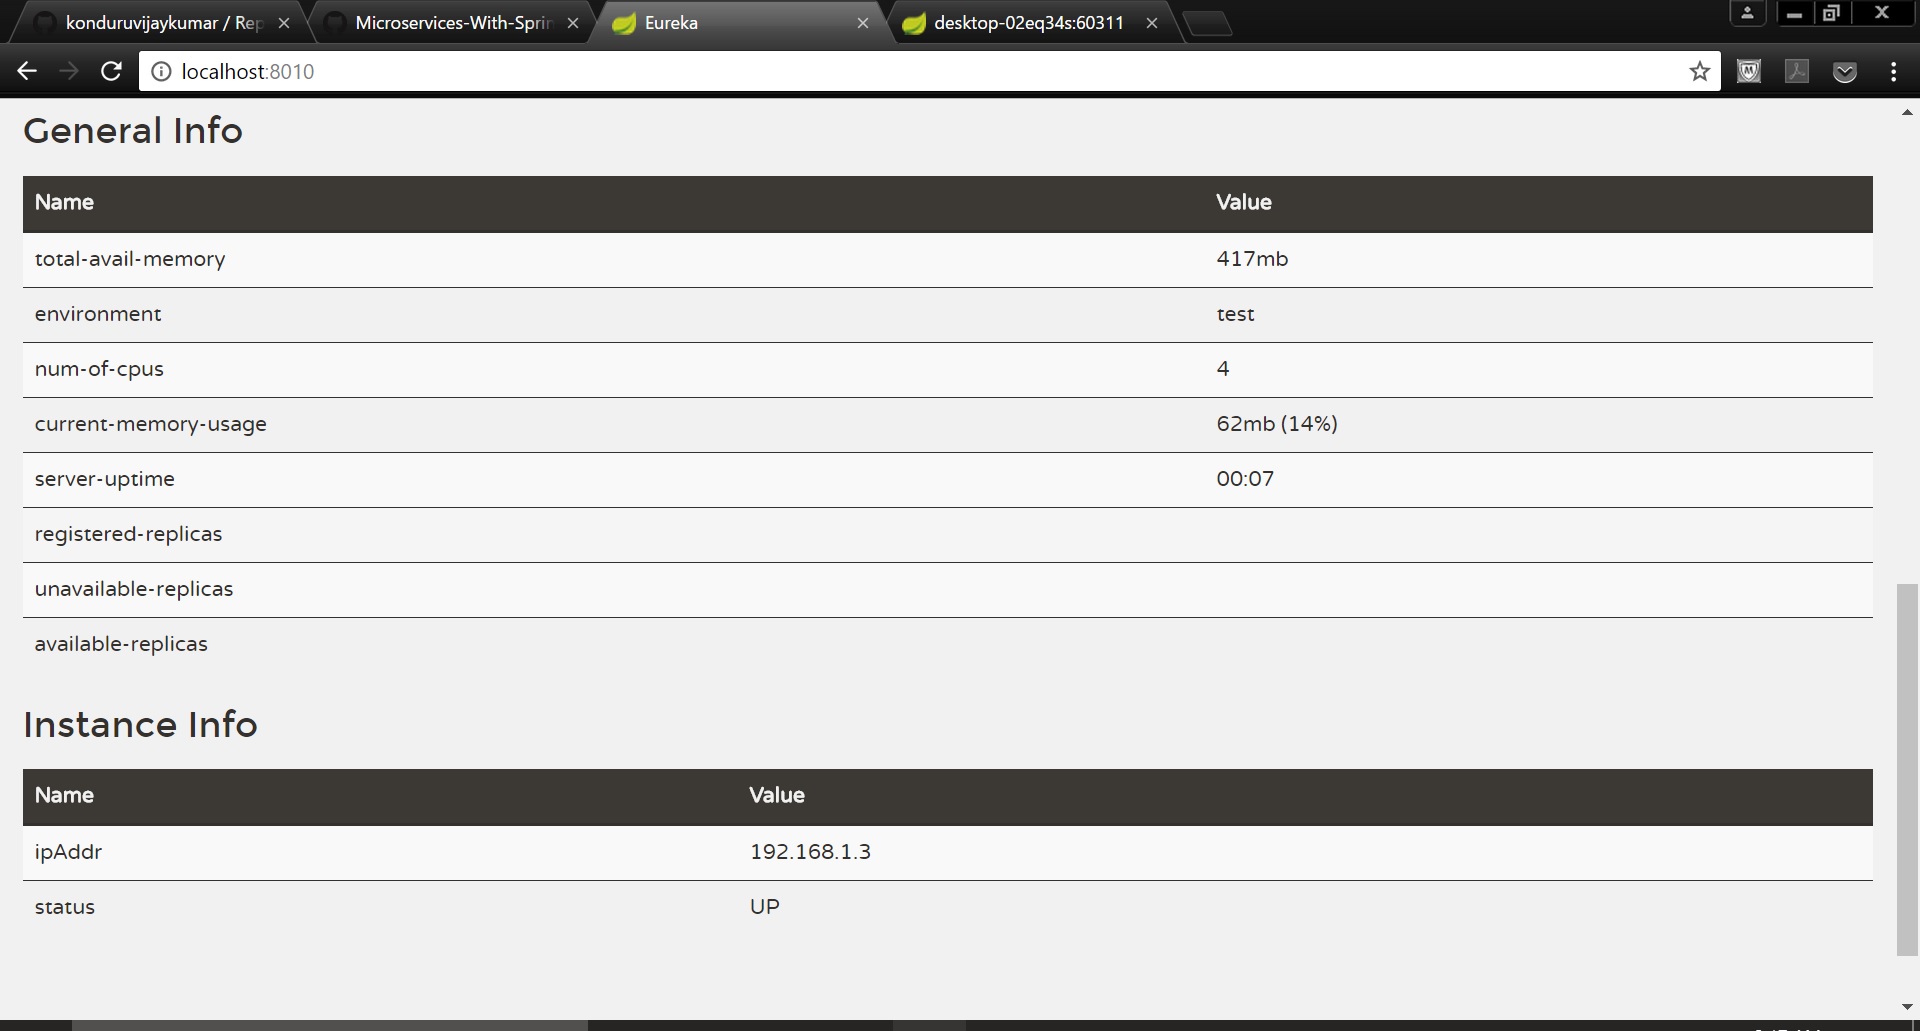 konduruvijaykumar / Rep
Microservices-With-Sprin
Eureka
desktop-02eq34s:60311
localhost:8010
General Info
Name Value
total-avail-memory 417mb
environment test
num-of-cpus 4
current-memory-usage 62mb (14%)
server-uptime 00:07
registered-replicas
unavailable-replicas
available-replicas
Instance Info
Name Value
ipAddr 192.168.1.3
status UP